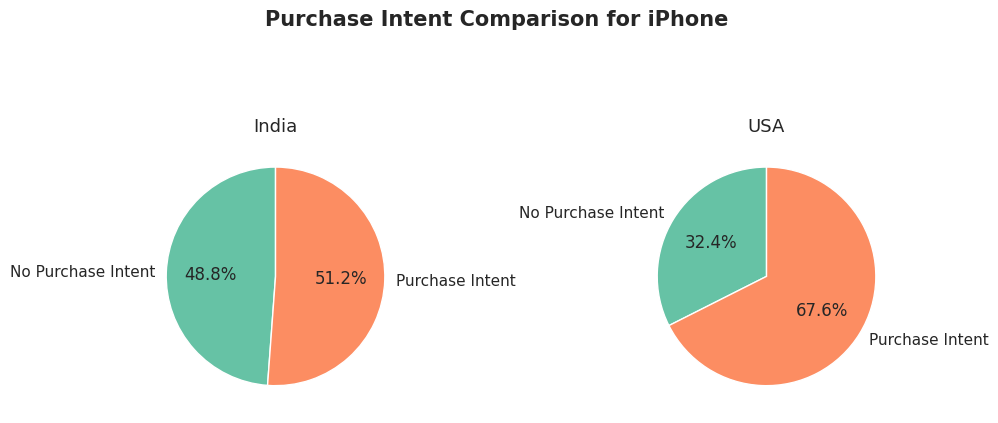 Purchase Intent Comparison for iPhone
India
No Purchase Intent
48.8%
51.2%
Purchase Intent
USA
No Purchase Intent
32.4%
67.6%
Purchase Intent